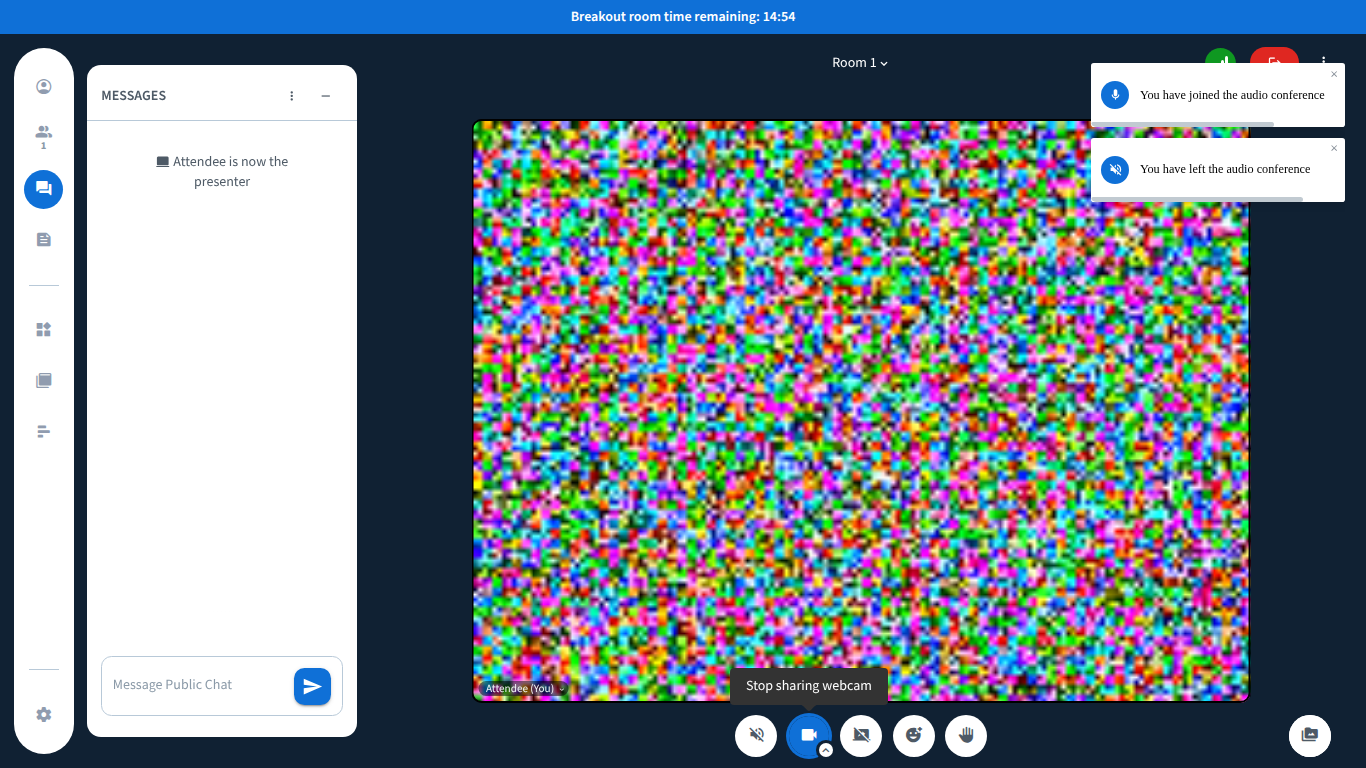 Breakout room time remaining: 14:54
Room 1
You have joined the audio conference
You have left the audio conference
MESSAGES
1
Attendee is now the
presenter
Message Public Chat
Attendee (You)
Stop sharing webcam